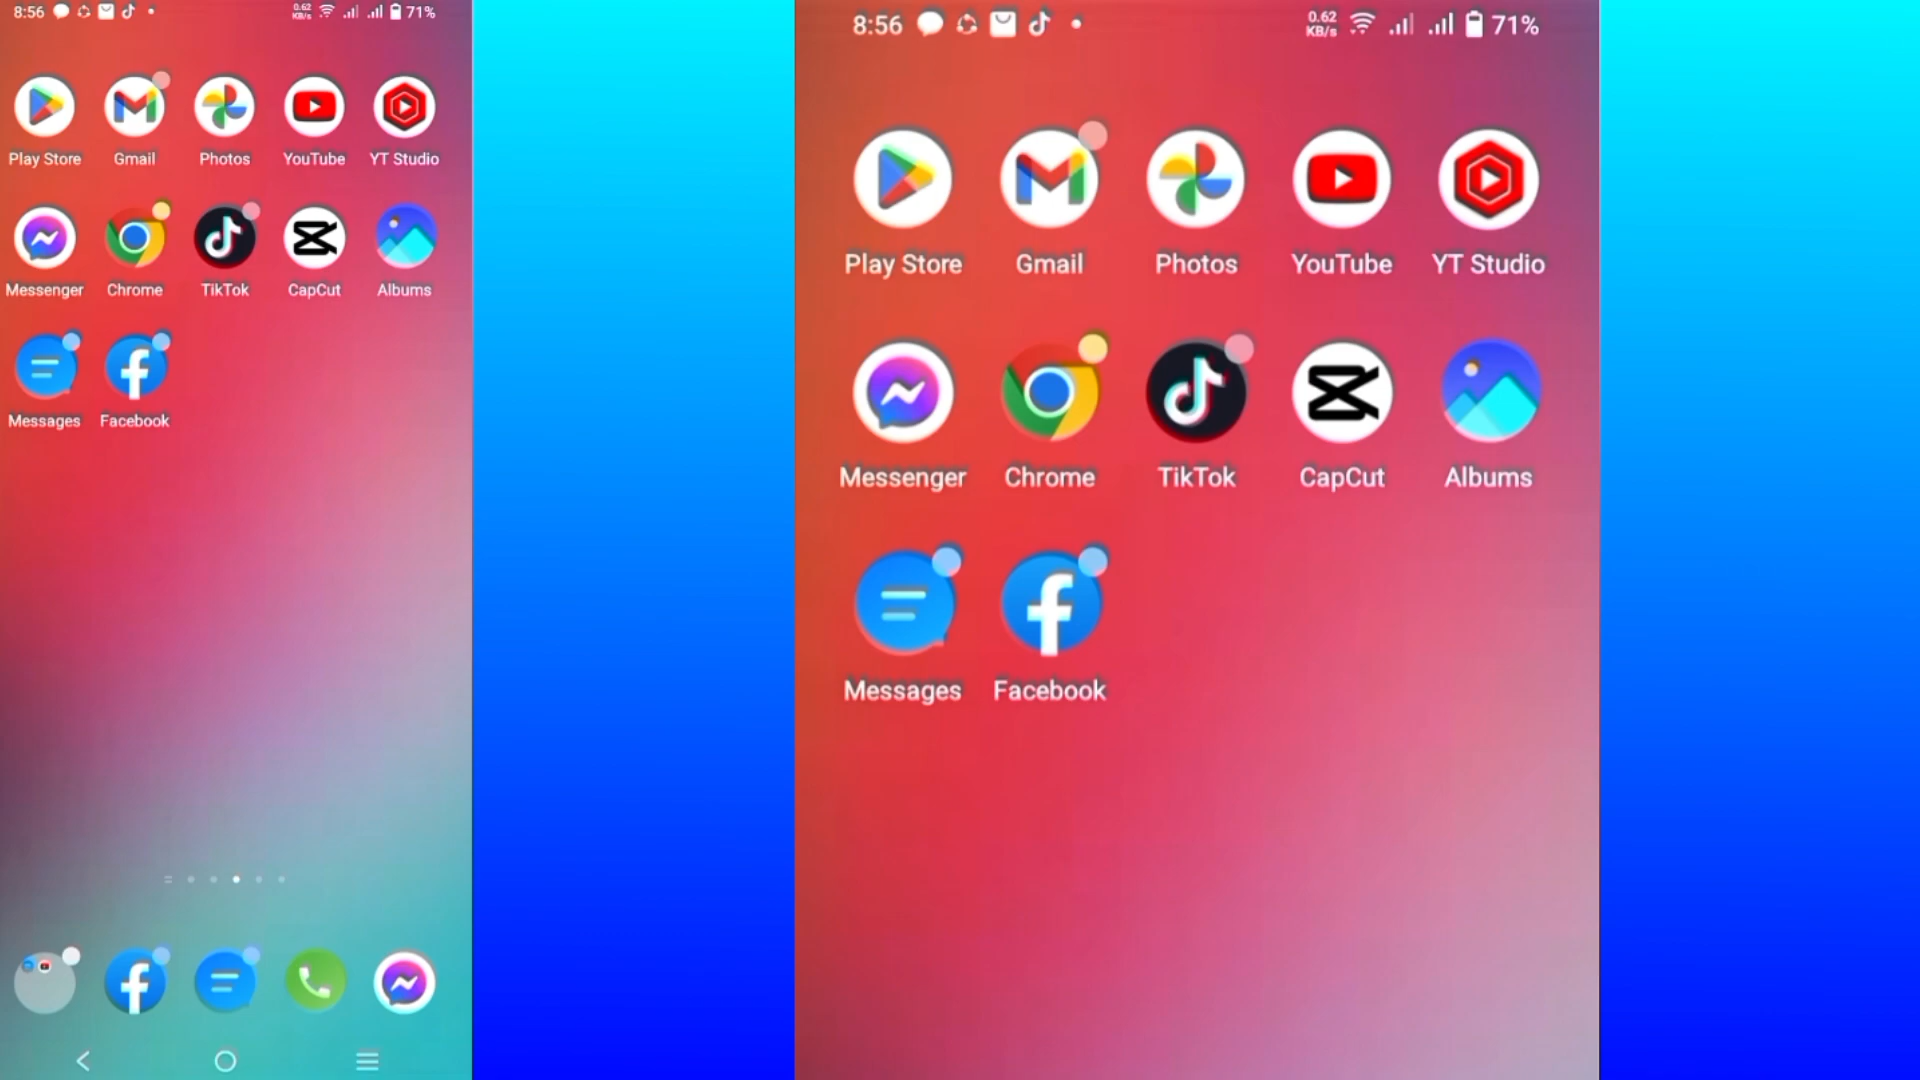 8:56 0.62 KB/s 71%
Play Store Gmail Photos YouTube YT Studio
Messenger Chrome TikTok CapCut Albums
Messages Facebook
8:56 0.62 KB/s 71%
Play Store Gmail Photos YouTube YT Studio
Messenger Chrome TikTok CapCut Albums
Messages Facebook